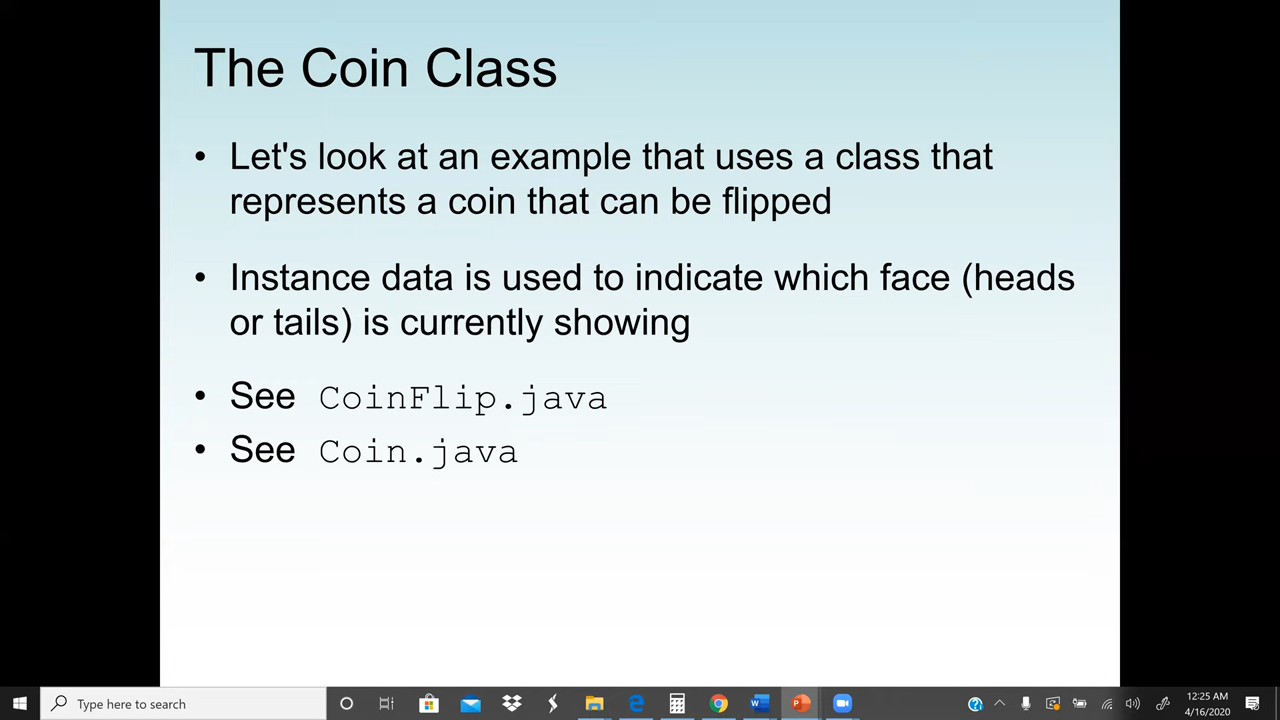 The Coin Class
• Let's look at an example that uses a class that
represents a coin that can be flipped
• Instance data is used to indicate which face (heads
or tails) is currently showing
• See CoinFlip.java
• See Coin.java
Type here to search
12:25 AM
4/16/2020